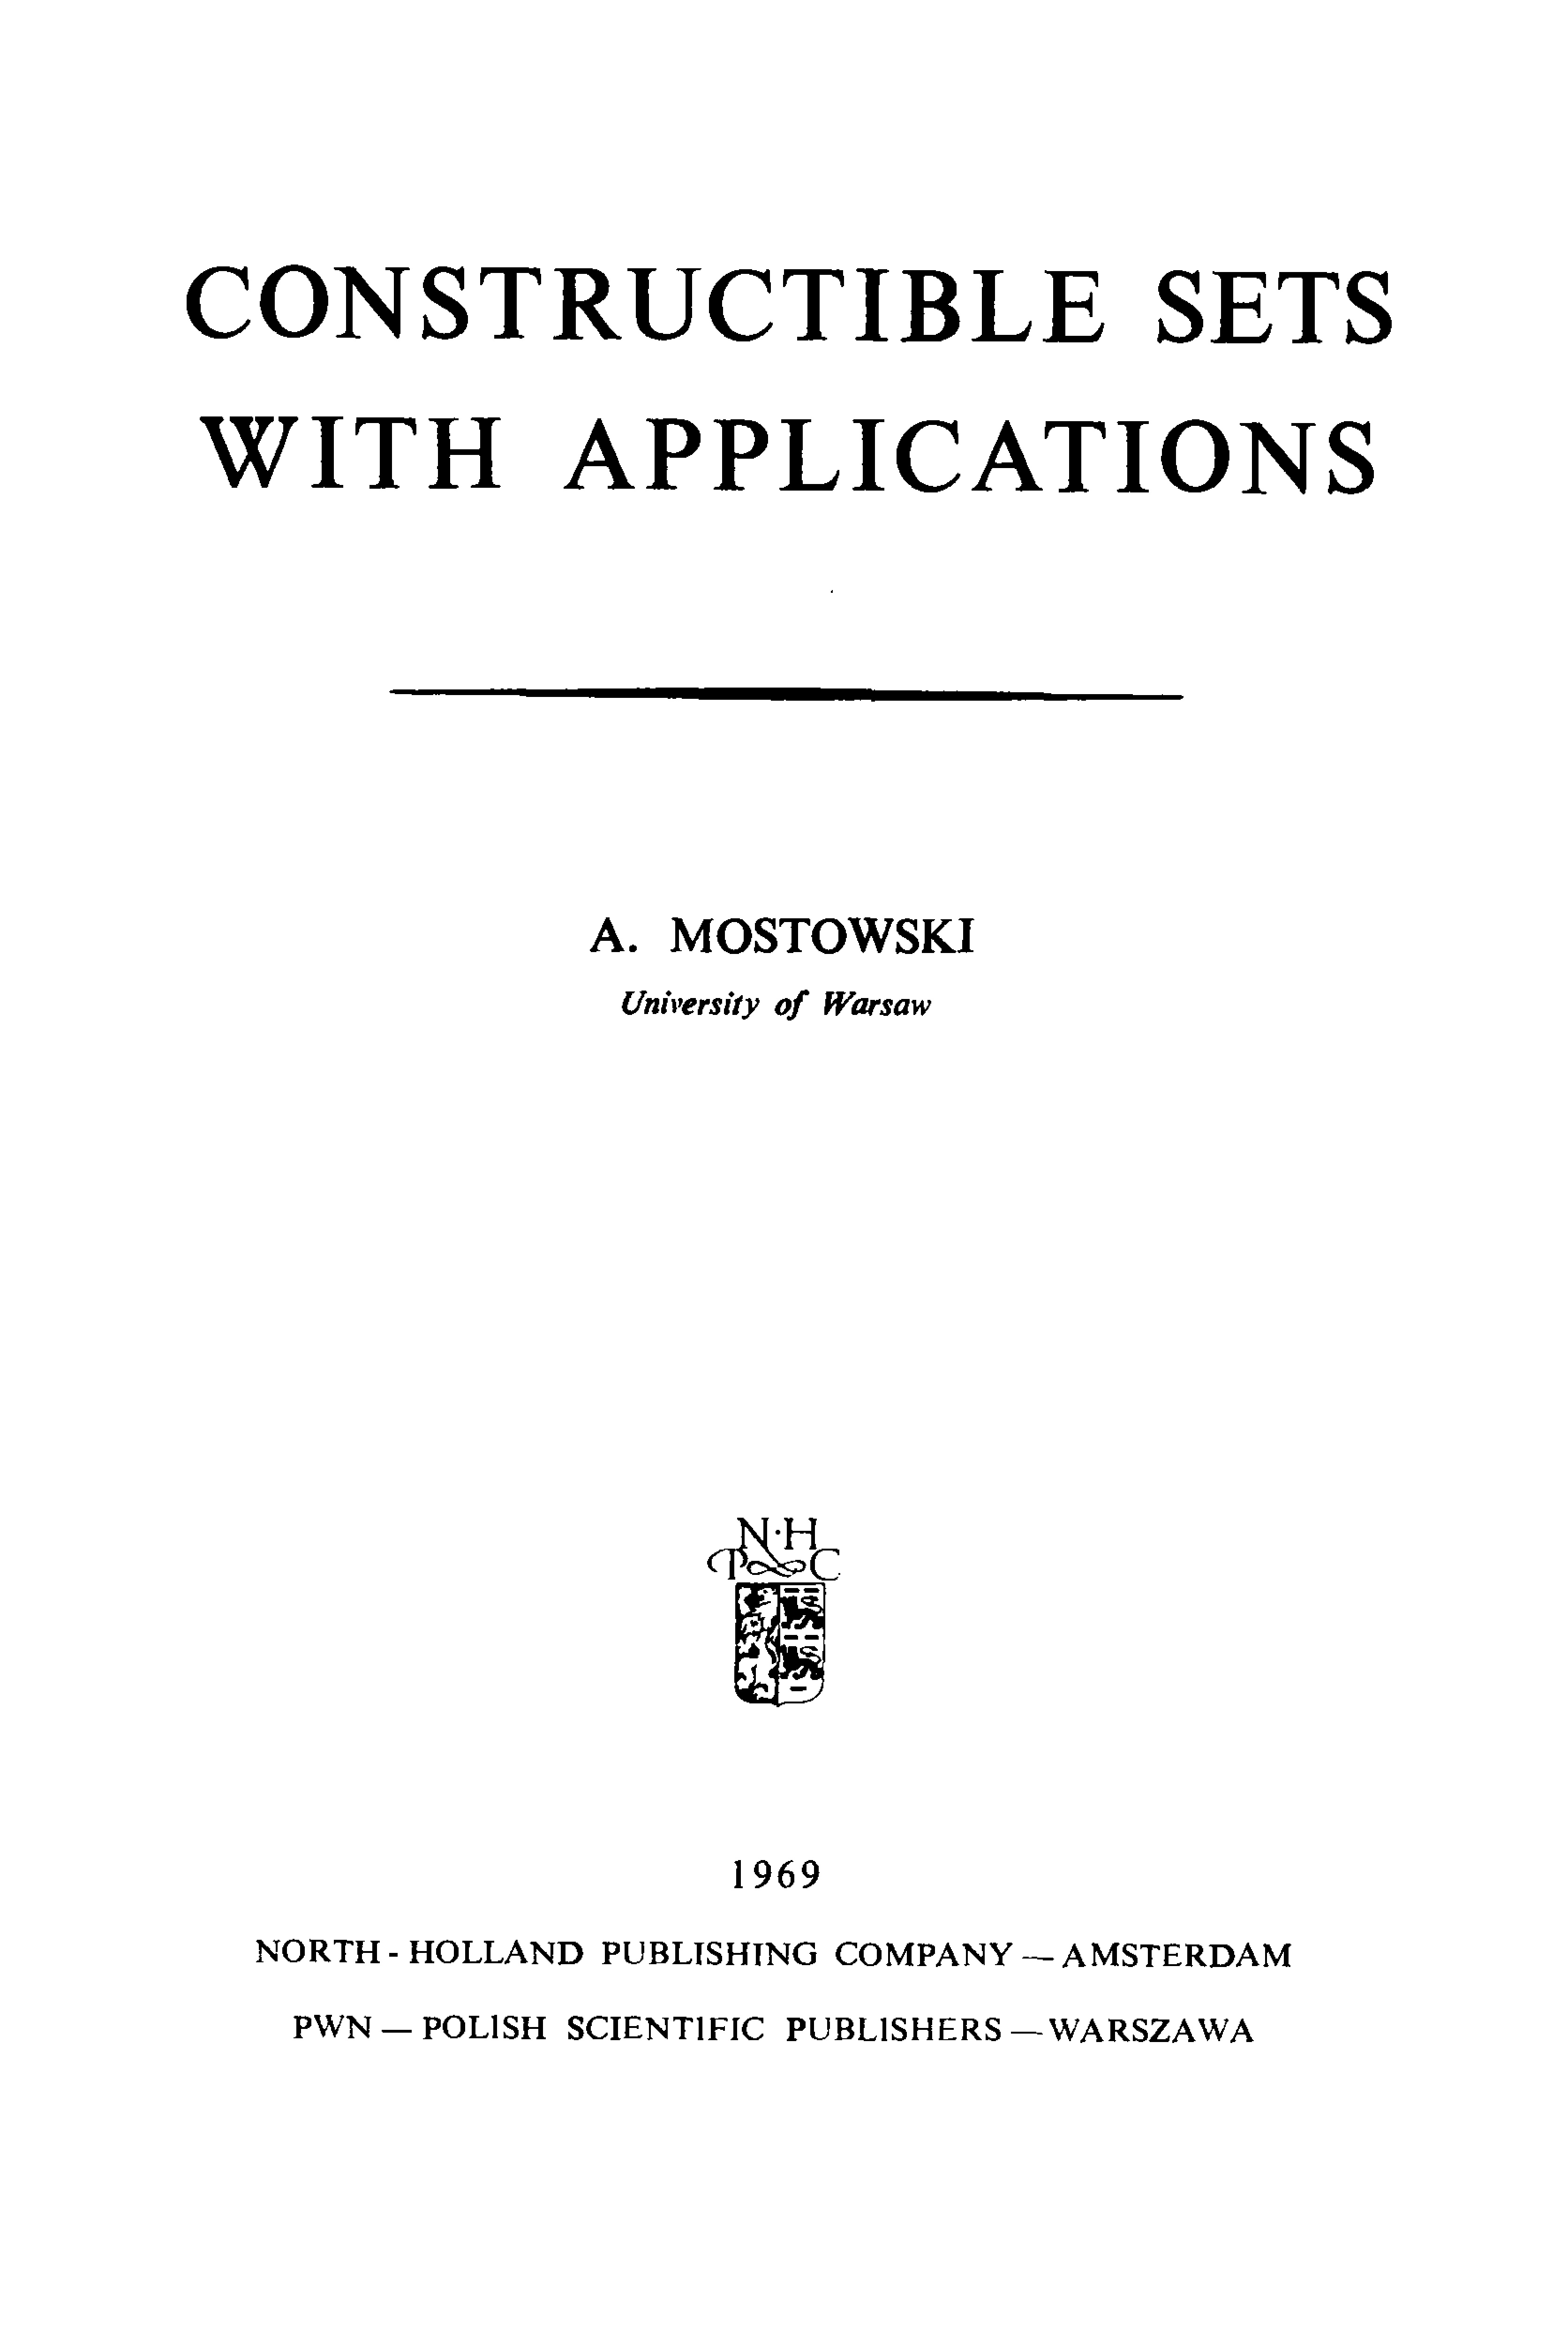 CONSTRUCTIBLE SETS
WITH APPLICATIONS
A. MOSTOWSKI
University of Warsaw
N·H
P C
1969
NORTH-HOLLAND PUBLISHING COMPANY — AMSTERDAM
PWN — POLISH SCIENTIFIC PUBLISHERS — WARSZAWA